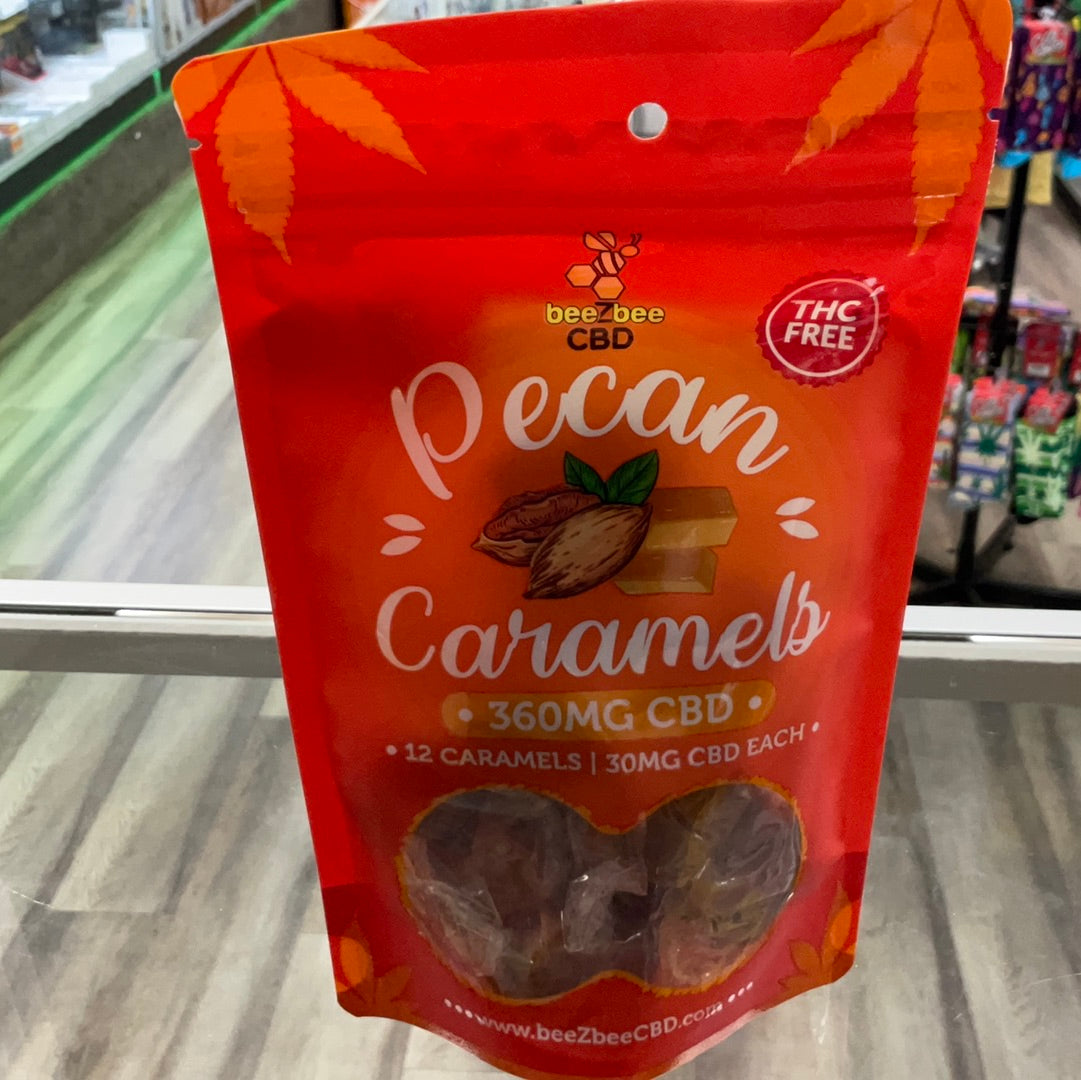 beeZbee
CBD
THC
FREE
Pecan
Caramels
• 360MG CBD •
• 12 CARAMELS | 30MG CBD EACH •
•••www.beeZbeeCBD.com•••